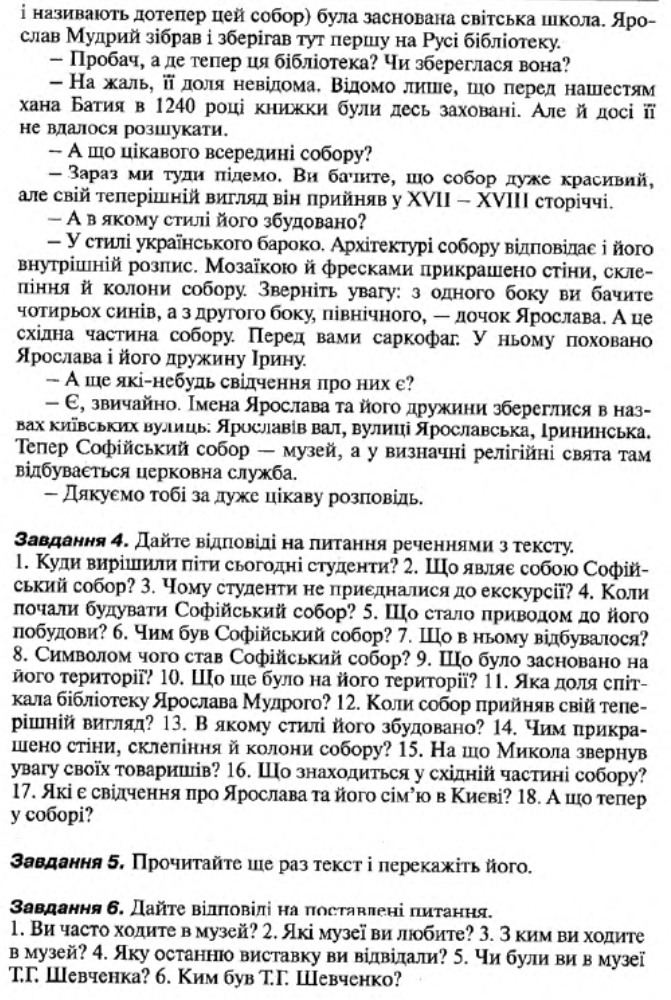 і називають дотепер цей собор) була заснована світська школа. Яро-
слав Мудрий зібрав і зберігав тут першу на Русі бібліотеку.
– Пробач, а де тепер ця бібліотека? Чи збереглася вона?
– На жаль, її доля невідома. Відомо лише, що перед нашестям
хана Батия в 1240 році книжки були десь заховані. Але й досі її
не вдалося розшукати.
– А що цікавого всередині собору?
– Зараз ми туди підемо. Ви бачите, що собор дуже красивий,
але свій теперішній вигляд він прийняв у XVII – XVIII сторіччі.
– А в якому стилі його збудовано?
– У стилі українського бароко. Архітектурі собору відповідає і його
внутрішній розпис. Мозаїкою й фресками прикрашено стіни, скле-
піння й колони собору. Зверніть увагу: з одного боку ви бачите
чотирьох синів, а з другого боку, північного, — дочок Ярослава. А це
східна частина собору. Перед вами саркофаг. У ньому поховано
Ярослава і його дружину Ірину.
– А ще які-небудь свідчення про них є?
– Є, звичайно. Імена Ярослава та його дружини збереглися в наз-
вах київських вулиць: Ярославів вал, вулиці Ярославська, Ірининська.
Тепер Софійський собор — музей, а у визначні релігійні свята там
відбувається церковна служба.
– Дякуємо тобі за дуже цікаву розповідь.
Завдання 4. Дайте відповіді на питання реченнями з тексту.
1. Куди вирішили піти сьогодні студенти? 2. Що являє собою Софій-
ський собор? 3. Чому студенти не приєдналися до екскурсії? 4. Коли
почали будувати Софійський собор? 5. Що стало приводом до його
побудови? 6. Чим був Софійський собор? 7. Що в ньому відбувалося?
8. Символом чого став Софійський собор? 9. Що було засновано на
його території? 10. Що ще було на його території? 11. Яка доля спіт-
кала бібліотеку Ярослава Мудрого? 12. Коли собор прийняв свій тепе-
рішній вигляд? 13. В якому стилі його збудовано? 14. Чим прикра-
шено стіни, склепіння й колони собору? 15. На що Микола звернув
увагу своїх товаришів? 16. Що знаходиться у східній частині собору?
17. Які є свідчення про Ярослава та його сім’ю в Києві? 18. А що тепер
у соборі?
Завдання 5. Прочитайте ще раз текст і перекажіть його.
Завдання 6. Дайте відповіді на поставлені питання.
1. Ви часто ходите в музей? 2. Які музеї ви любите? 3. З ким ви ходите
в музей? 4. Яку останню виставку ви відвідали? 5. Чи були ви в музеї
Т.Г. Шевченка? 6. Ким був Т.Г. Шевченко?